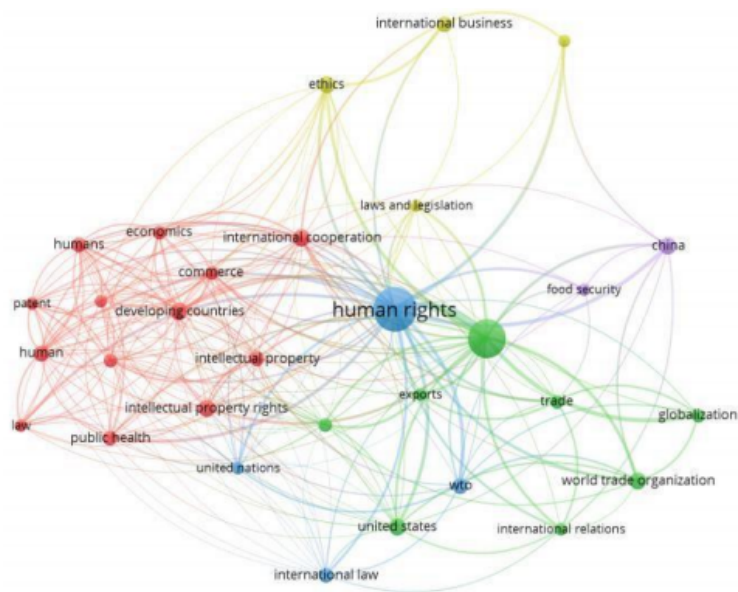 international business
ethics
laws and legislation
economics
international cooperation
humans
china
commerce
food security
patent
developing countries
human rights
human
intellectual property
exports
trade
intellectual property rights
globalization
law
public health
united nations
wto
world trade organization
united states
international relations
international law